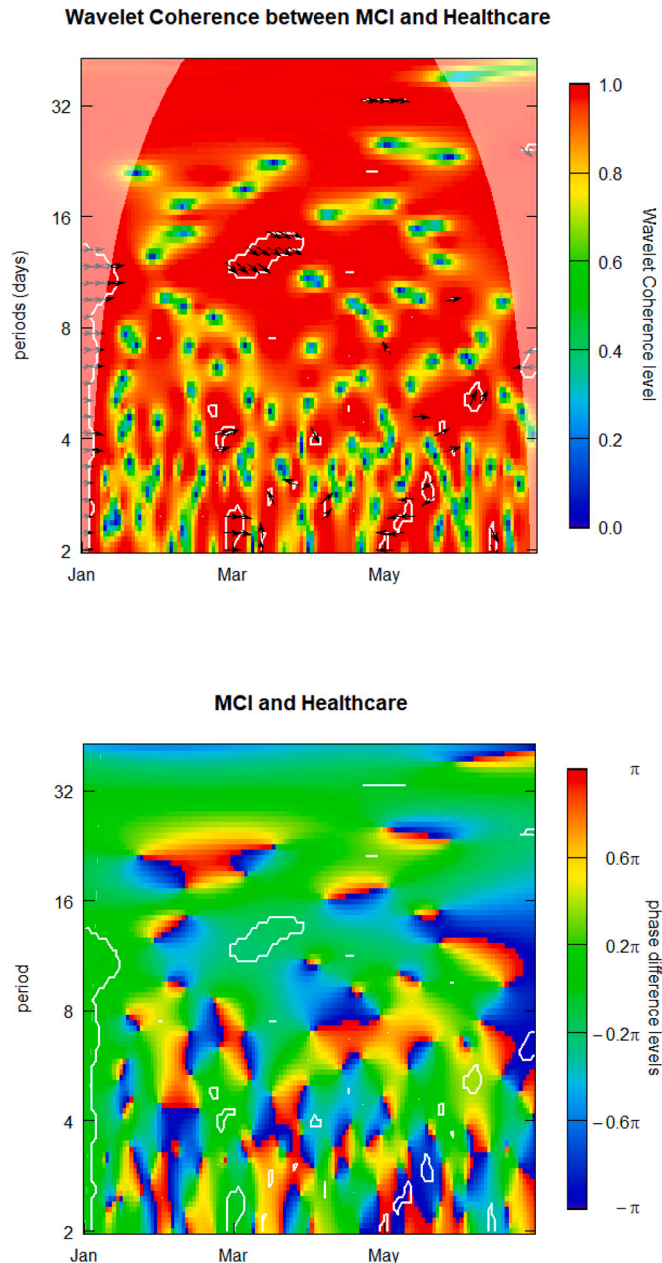 Wavelet Coherence between MCI and Healthcare
32
16
8
4
2
periods (days)
Jan
Mar
May
1.0
0.8
0.6
0.4
0.2
0.0
Wavelet Coherence level
MCI and Healthcare
32
16
8
4
2
period
Jan
Mar
May
π
0.6π
0.2π
−0.2π
−0.6π
−π
phase difference levels